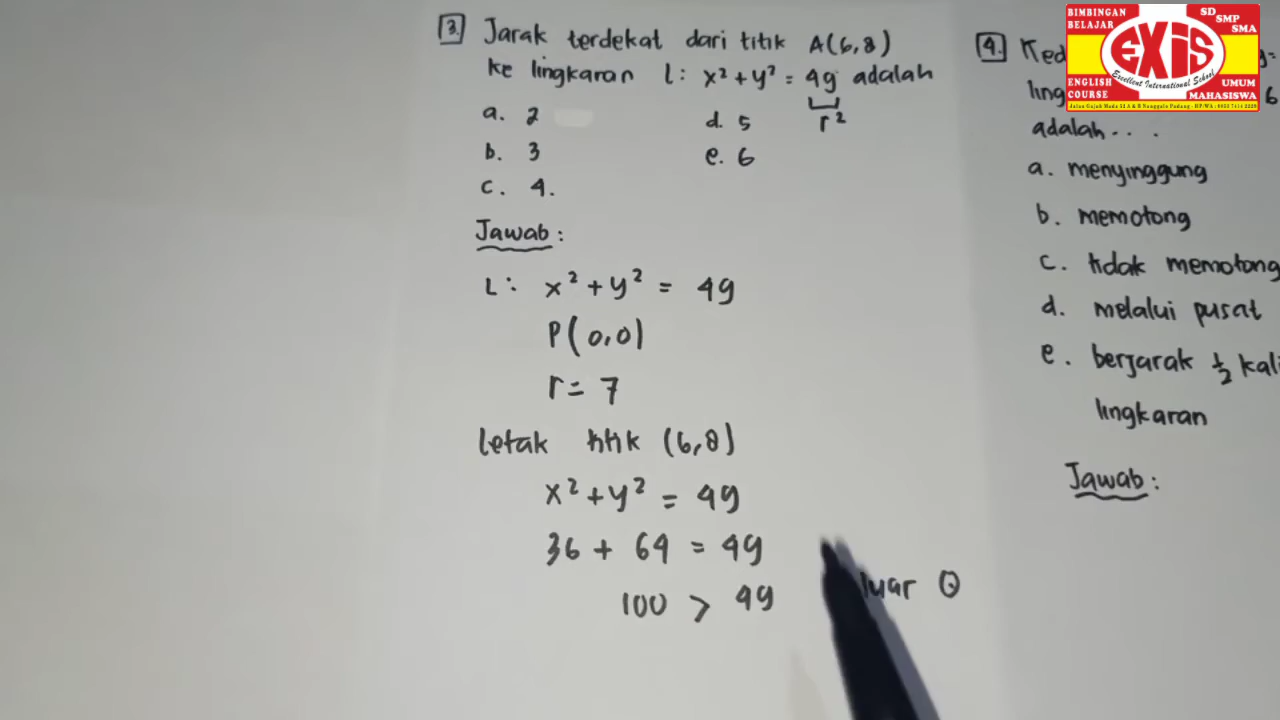 3. Jarak terdekat dari titik A(6,8)
ke lingkaran L: x² + y² = 49 adalah
r²
a. 2
b. 3
c. 4.
d. 5
e. 6
Jawab:
L: x² + y² = 49
P(0,0)
r = 7
letak titik (6,8)
x² + y² = 49
36 + 64 = 49
100 > 49 luar
4. Ked
ling
adalah...
a. menyinggung
b. memotong
c. tidak memotong
d. melalui pusat
e. berjarak ½ kali
lingkaran
Jawab:
BIMBINGAN
BELAJAR
SD
SMP
SMA
EXIS
Excellent International School
ENGLISH
COURSE
UMUM
MAHASISWA